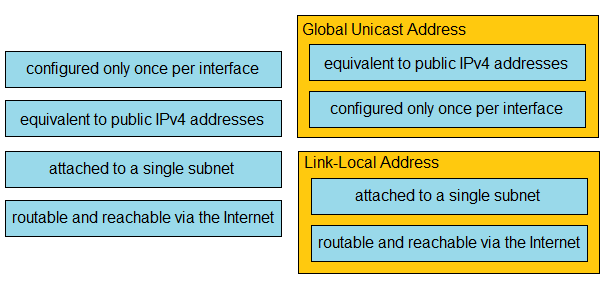 configured only once per interface
equivalent to public IPv4 addresses
attached to a single subnet
routable and reachable via the Internet
Global Unicast Address
equivalent to public IPv4 addresses
configured only once per interface
Link-Local Address
attached to a single subnet
routable and reachable via the Internet